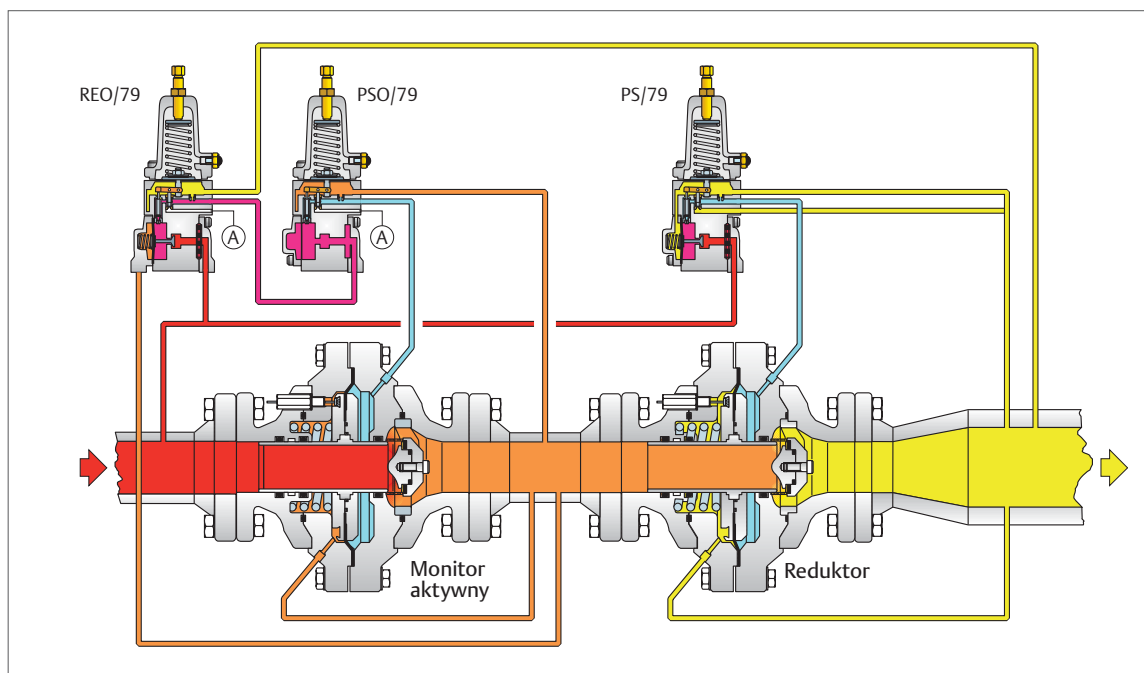 REO/79
PSO/79
PS/79
A
A
Monitor
aktywny
Reduktor